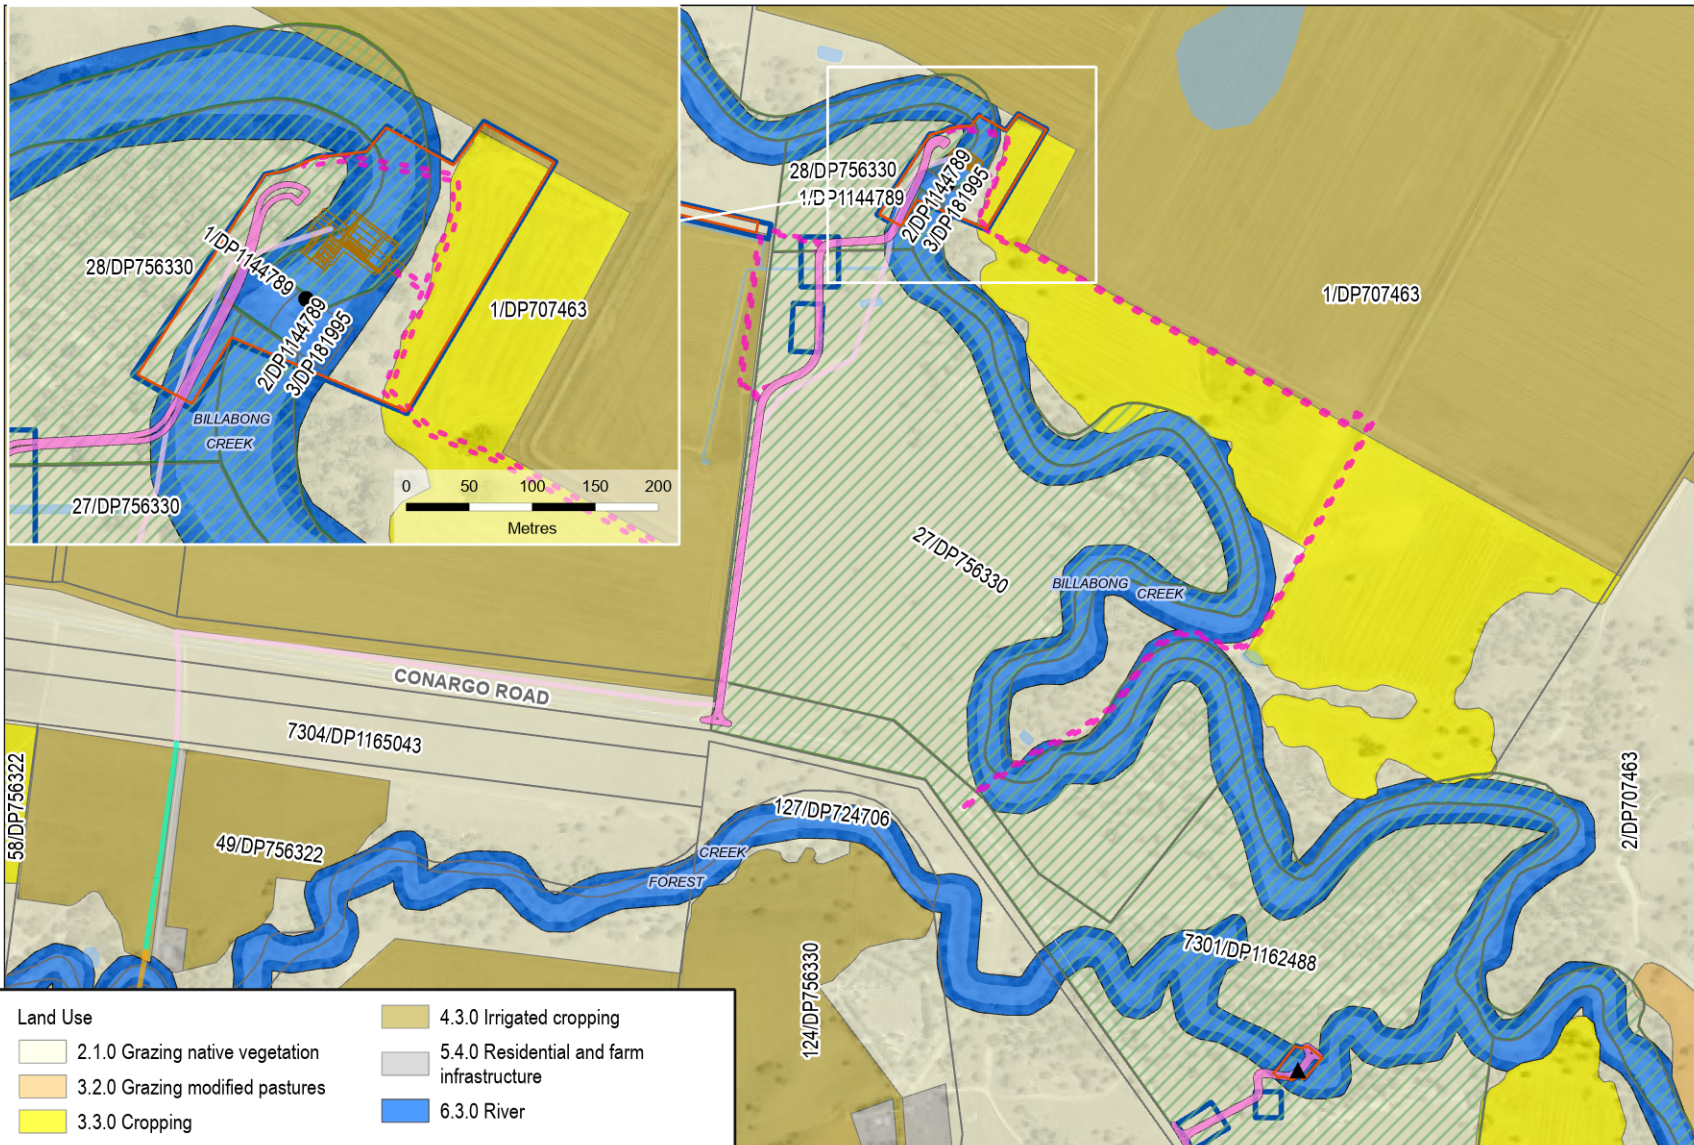 28/DP756330
1/DP1144789
2/DP1144789
3/DP181995
1/DP707463
BILLABONG
CREEK
27/DP756330
0 50 100 150 200
Metres
28/DP756330
1/DP1144789
2/DP1144789
3/DP181995
1/DP707463
27/DP756330
BILLABONG
CREEK
CONARGO ROAD
7304/DP1165043
58/DP756322
49/DP756322
127/DP724706
CREEK
FOREST
2/DP707463
7301/DP1162488
124/DP756330
Land Use
2.1.0 Grazing native vegetation
3.2.0 Grazing modified pastures
3.3.0 Cropping
4.3.0 Irrigated cropping
5.4.0 Residential and farm
infrastructure
6.3.0 River